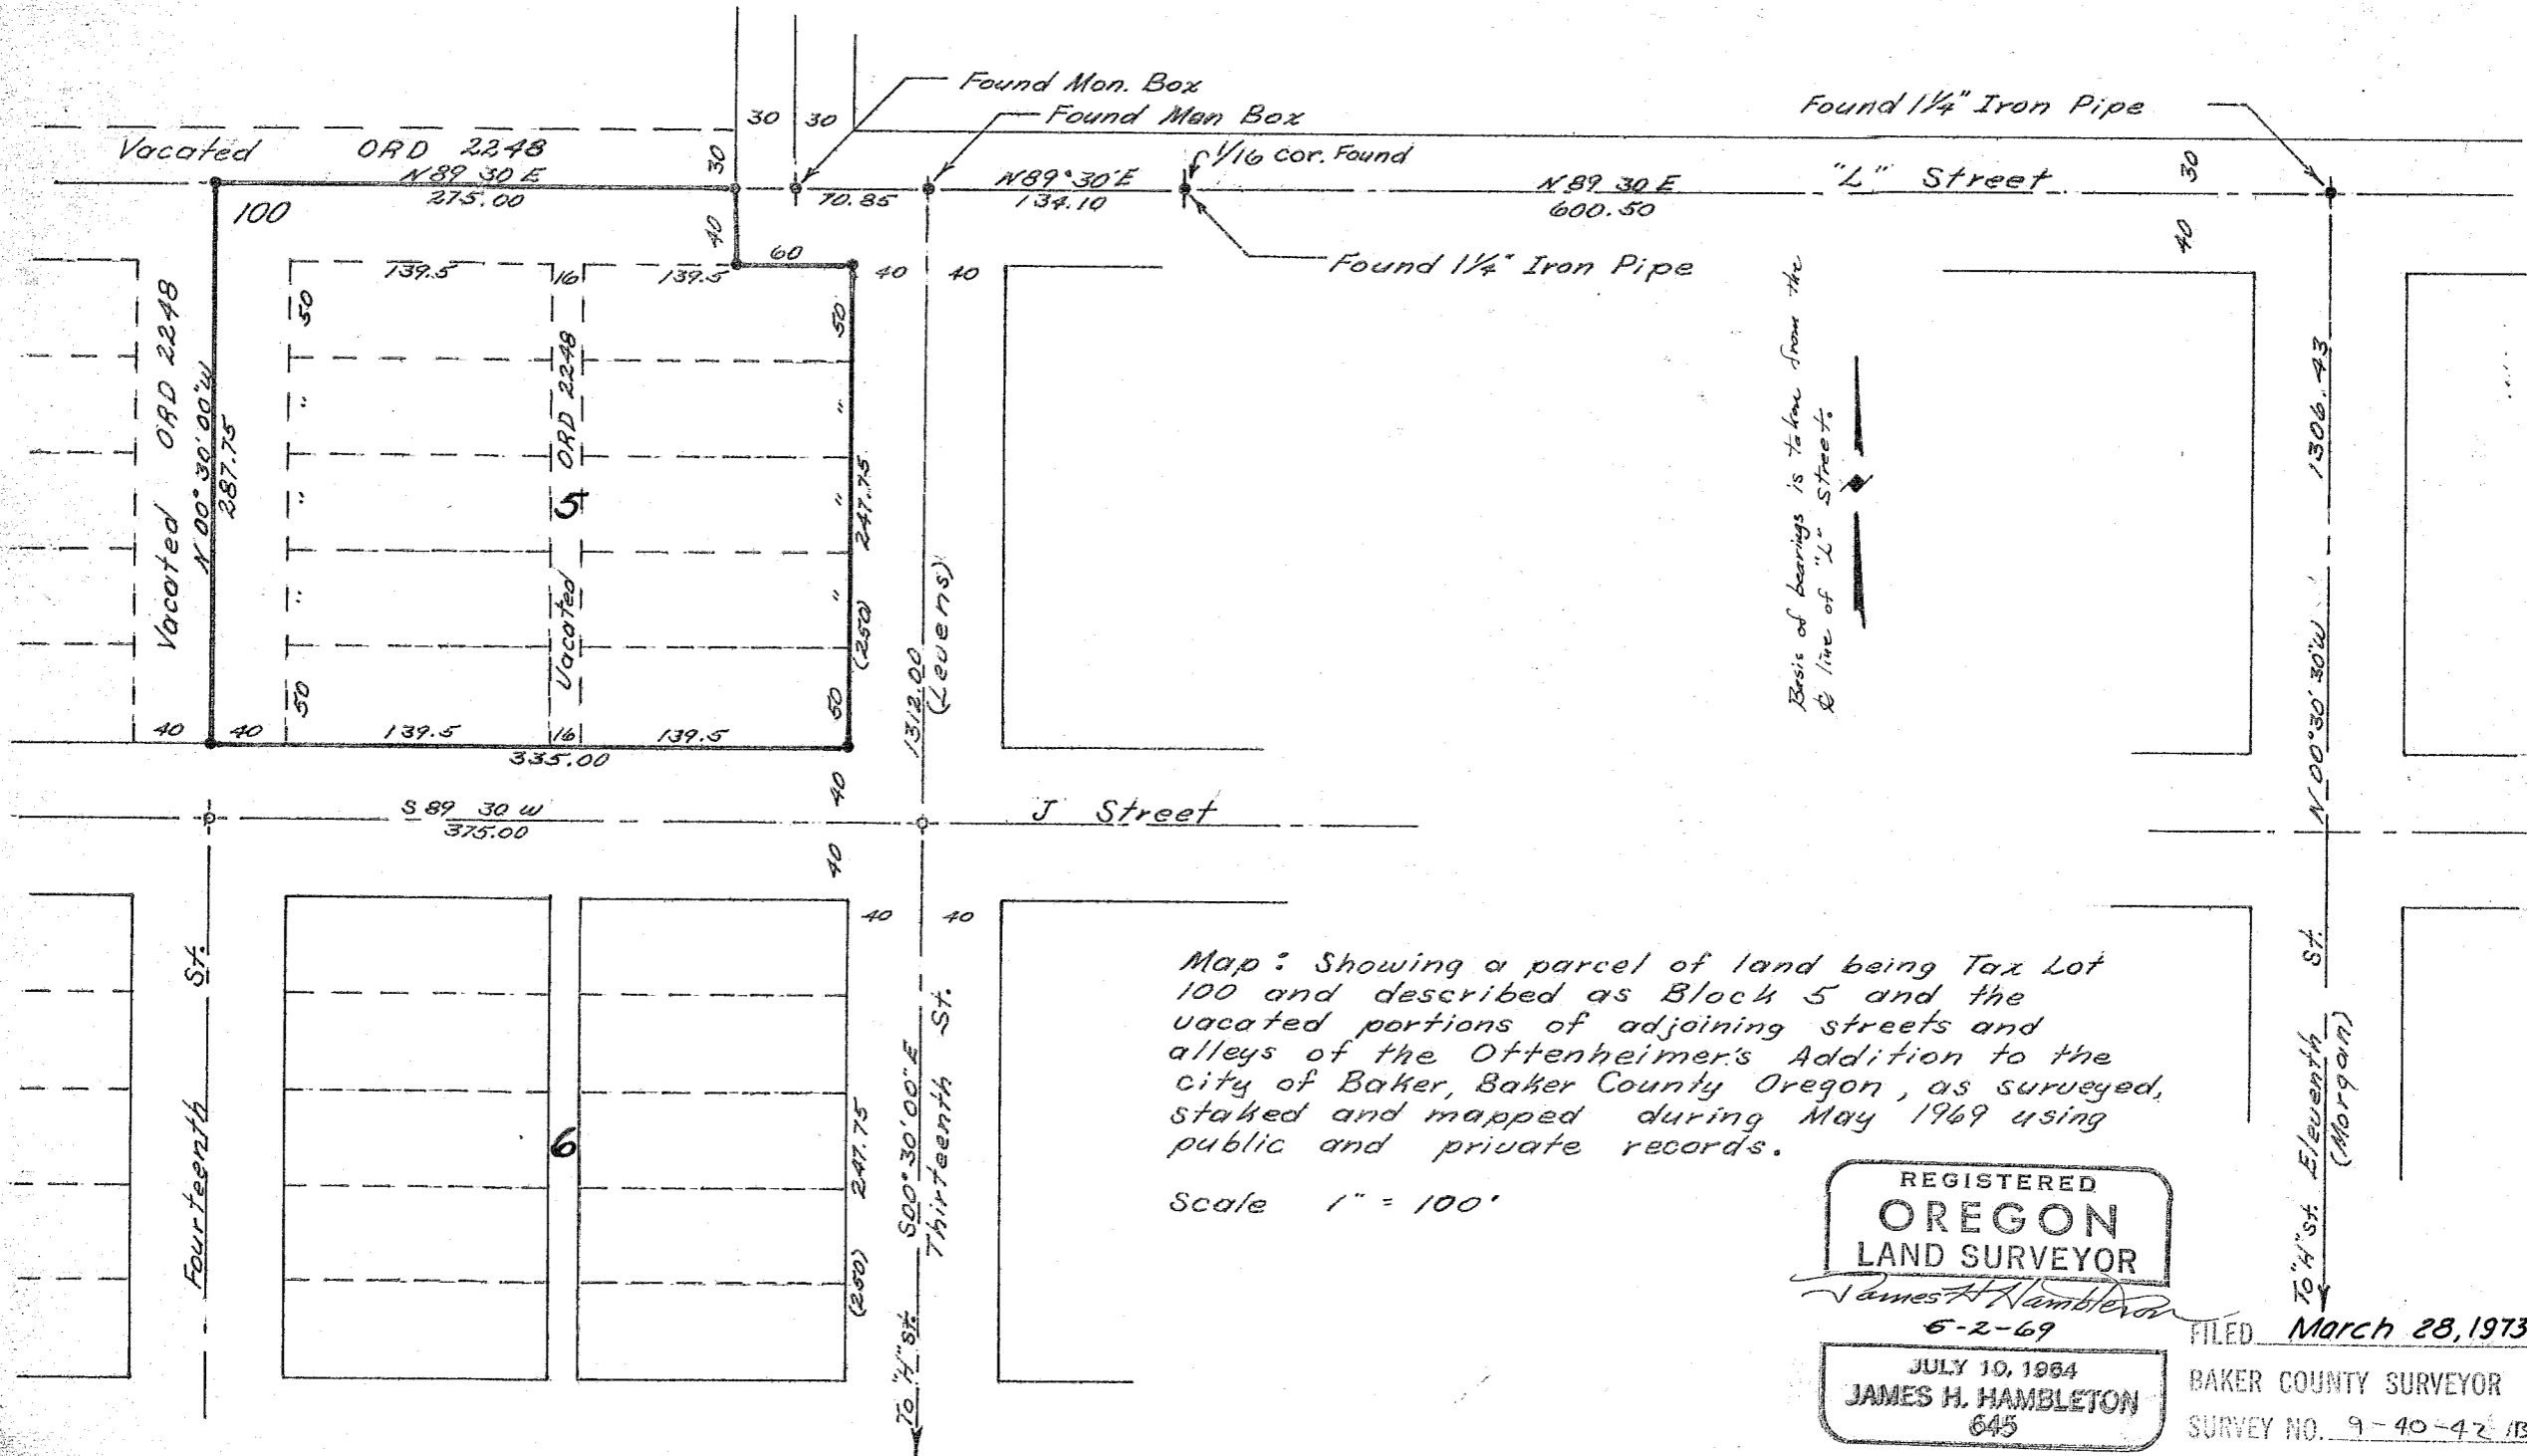 Found Mon. Box
Found Mon Box
Found 1¼" Iron Pipe
30 30
Vacated ORD 2248
30
1/16 cor. Found
30
N 89 30 E
275.00
70.85
N89°30'E
134.10
N 89 30 E
600.50
"L" Street
100
40
60
40 40
40
Found 1¼" Iron Pipe
139.5 16 139.5
50
50
Vacated ORD 2248
N 00° 30' 00" W
287.75
"
"
"
"
Vacated ORD 2248
5
"
"
"
247.75
(250)
50
50
1312.00
(Levens)
Basis of bearings is taken from the
℄ line of "L" Street.
1306.43
N 00° 30' 30" W
40 40 139.5 16 139.5
335.00
40
S 89 30 W
375.00
J Street
40
40 40
Fourteenth St.
6
247.75
(250)
S00°30'00"E
Thirteenth St.
To "H" St.
Map: Showing a parcel of land being Tax Lot
100 and described as Block 5 and the
vacated portions of adjoining streets and
alleys of the Ottenheimer's Addition to the
city of Baker, Baker County Oregon, as surveyed,
staked and mapped during May 1969 using
public and private records.
Scale 1" = 100'
Eleventh St.
(Morgan)
To "H" St.
REGISTERED
OREGON
LAND SURVEYOR
James H Hambleton
6-2-69
JULY 10, 1964
JAMES H. HAMBLETON
645
FILED March 28, 1973
BAKER COUNTY SURVEYOR
SURVEY NO. 9-40-42